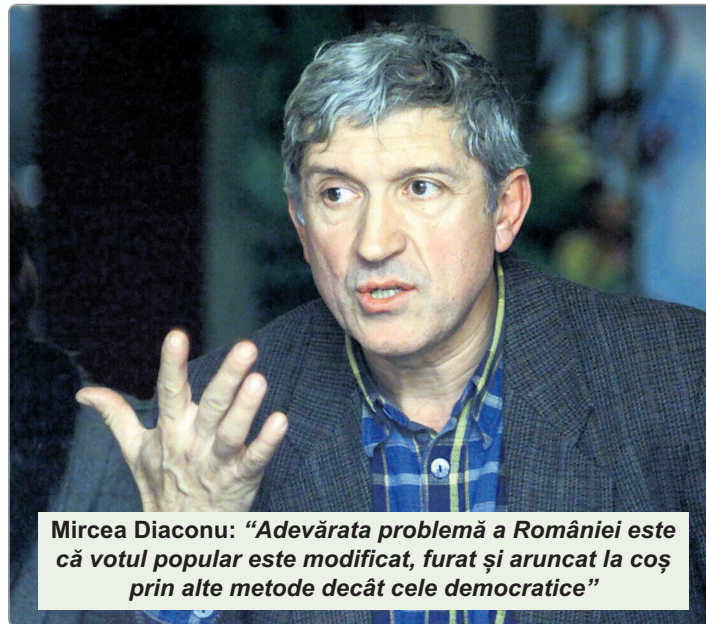 Mircea Diaconu: “Adevărata problemă a României este
că votul popular este modificat, furat și aruncat la coș
prin alte metode decât cele democratice”